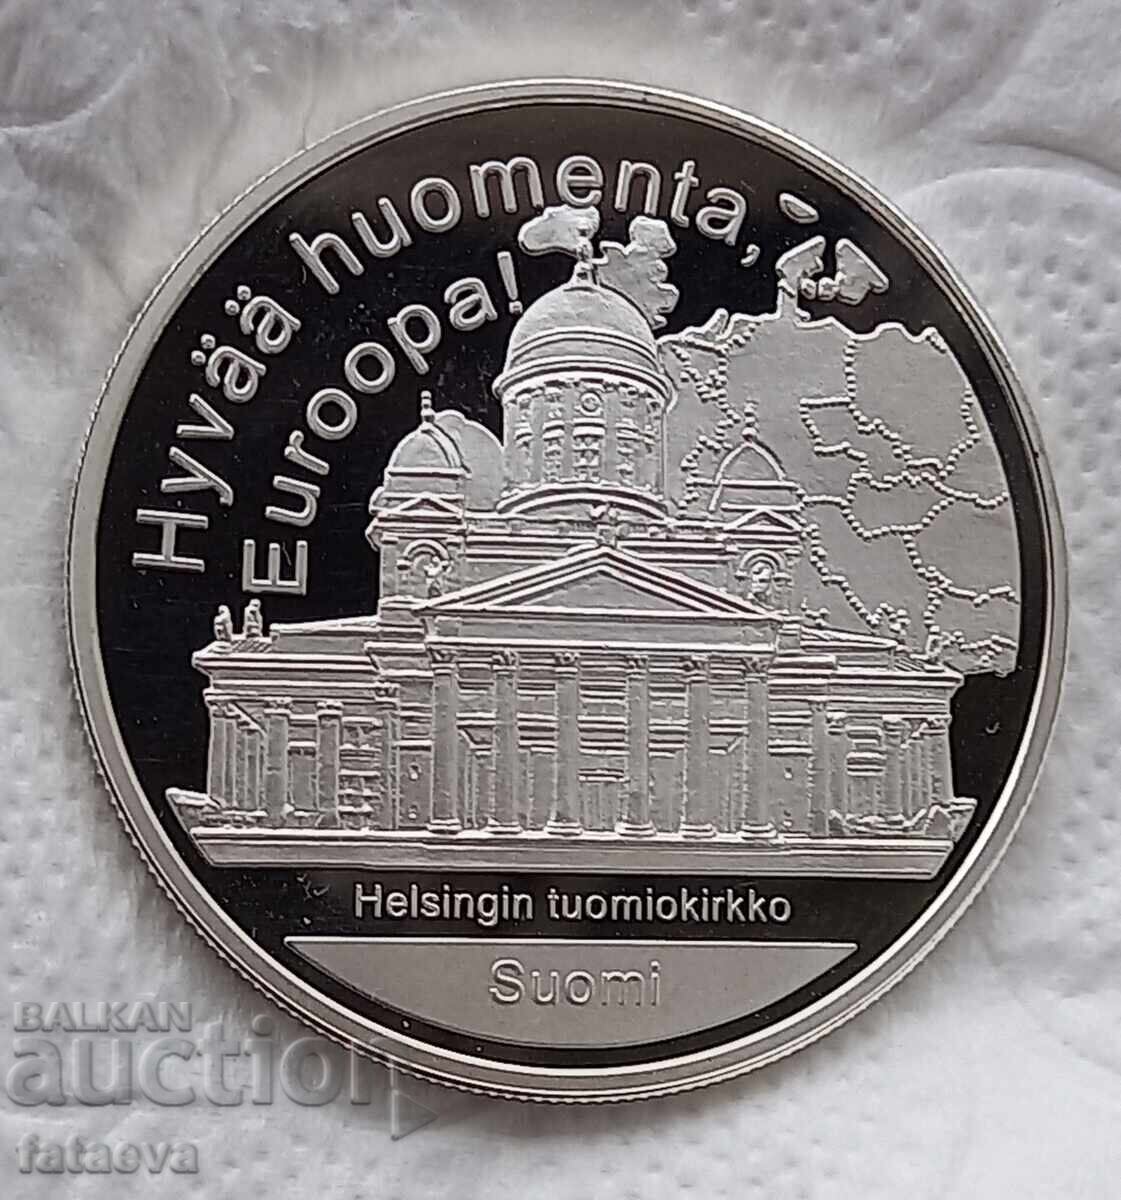 Hyvää huomenta,
Euroopa!
Helsingin tuomiokirkko
Suomi
BALKAN
auction
fataeva